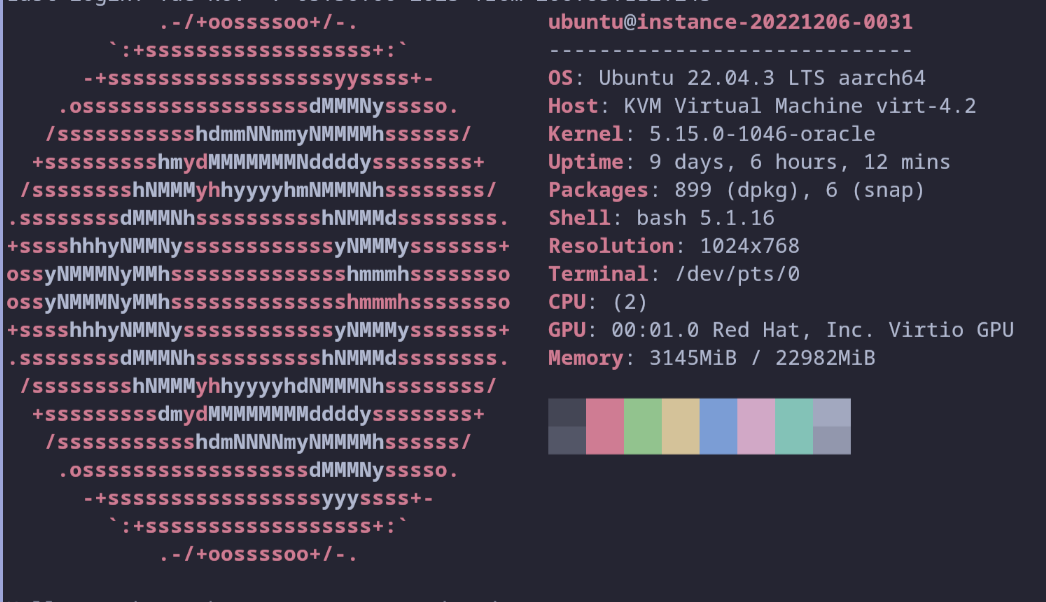 .-/+oossssoo+/-. ubuntu@instance-20221206-0031
`:+ssssssssssssssssss+:` -----------------------------
-+ssssssssssssssssssyyssss+- OS: Ubuntu 22.04.3 LTS aarch64
.ossssssssssssssssssdMMMNysssso. Host: KVM Virtual Machine virt-4.2
/ssssssssssshdmmNNmmyNMMMMhssssss/ Kernel: 5.15.0-1046-oracle
+ssssssssshmydMMMMMMMNddddyssssssss+ Uptime: 9 days, 6 hours, 12 mins
/sssssssshNMMMyhhyyyyhmNMMMNhssssssss/ Packages: 899 (dpkg), 6 (snap)
.ssssssssdMMMNhsssssssssshNMMMdssssssss. Shell: bash 5.1.16
+sssshhhyNMMNyssssssssssssyNMMMysssssss+ Resolution: 1024x768
ossyNMMMNyMMhsssssssssssssshmmmhssssssso Terminal: /dev/pts/0
ossyNMMMNyMMhsssssssssssssshmmmhssssssso CPU: (2)
+sssshhhyNMMNyssssssssssssyNMMMysssssss+ GPU: 00:01.0 Red Hat, Inc. Virtio GPU
.ssssssssdMMMNhsssssssssshNMMMdssssssss. Memory: 3145MiB / 22982MiB
/sssssssshNMMMyhhyyyyhdNMMMNhssssssss/
+sssssssssdmydMMMMMMMMddddyssssssss+
/ssssssssssshdmNNNNmyNMMMMhssssss/
.ossssssssssssssssssdMMMNysssso.
-+sssssssssssssssssyyyssss+-
`:+ssssssssssssssssss+:`
.-/+oossssoo+/-.